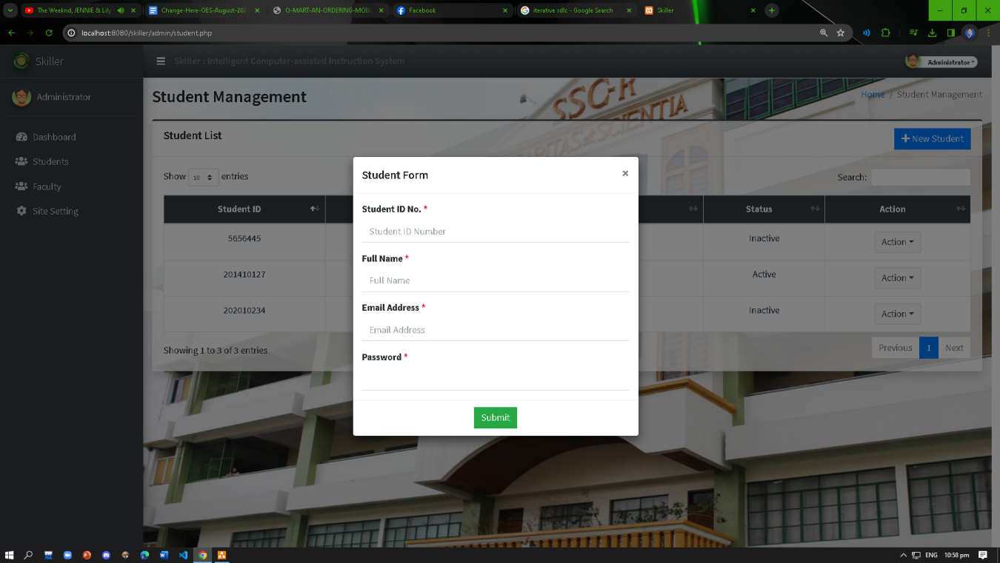 The Weeknd, JENNIE & Lily
Change-Here-OES-August-202
O-MART-AN-ORDERING-MOBI
Facebook
iterative sdlc - Google Search
Skiller
localhost:8080/skiller/admin/student.php
Skiller
Skiller : Intelligent Computer-assisted Instruction System
Administrator
Administrator
Student Management
Home / Student Management
SSC-R
CARITAS et SCIENTIA
Dashboard
Students
Faculty
Site Setting
Student List
New Student
Show 10 entries
Search:
Student ID
Status
Action
5656445
Inactive
Action
201410127
Active
Action
202010234
Inactive
Action
Showing 1 to 3 of 3 entries
Previous 1 Next
Student Form
×
Student ID No. *
Student ID Number
Full Name *
Full Name
Email Address *
Email Address
Password *
Submit
ENG 10:58 pm